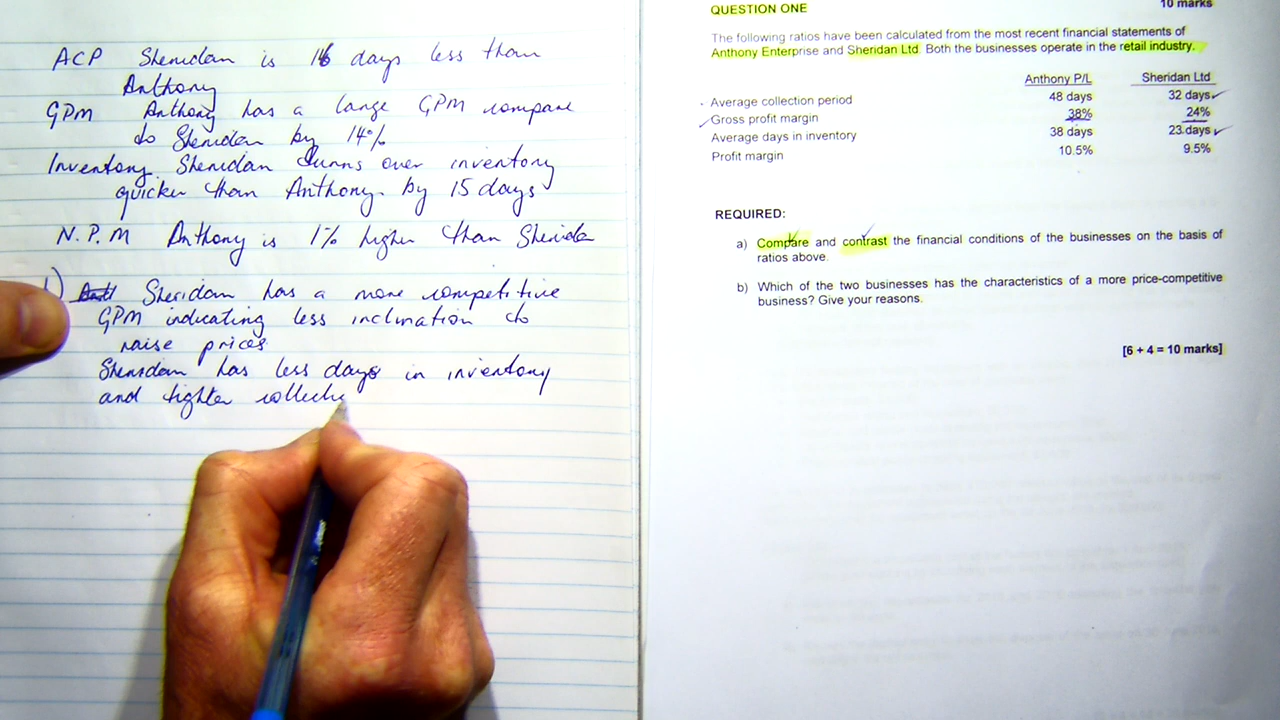 ACP Sheridan is 16 days less than
Anthony
GPM Anthony has a large GPM compare
to Sheridan by 14%
Inventory. Sheridan turns over inventory
quicker than Anthony. by 15 days
N.P.M Anthony is 1% higher than Sherida
b) Sheridan has a more competitive
GPM indicating less inclination to
raise prices
Sheridan has less days in inventory
and tighter collecti
QUESTION ONE
10 marks
The following ratios have been calculated from the most recent financial statements of
Anthony Enterprise and Sheridan Ltd. Both the businesses operate in the retail industry.
Anthony P/L Sheridan Ltd
Average collection period 48 days 32 days
Gross profit margin 38% 24%
Average days in inventory 38 days 23 days
Profit margin 10.5% 9.5%
REQUIRED:
a) Compare and contrast the financial conditions of the businesses on the basis of
ratios above.
b) Which of the two businesses has the characteristics of a more price-competitive
business? Give your reasons.
[6 + 4 = 10 marks]